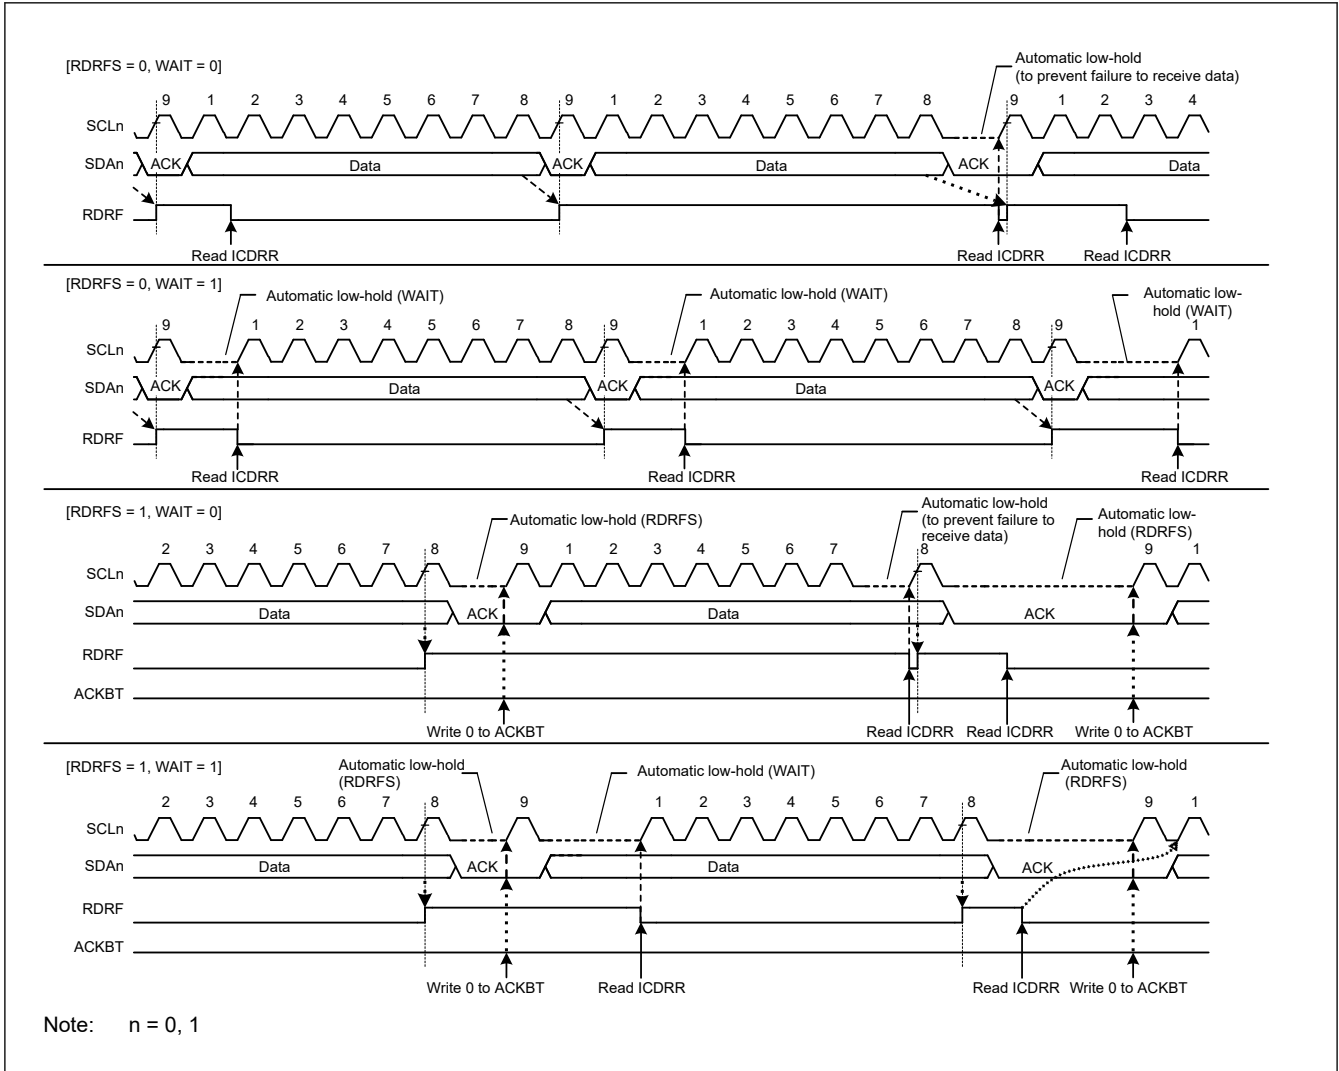 [RDRFS = 0, WAIT = 0]
Automatic low-hold
(to prevent failure to receive data)
9 1 2 3 4 5 6 7 8 9 1 2 3 4 5 6 7 8 9 1 2 3 4
SCLn
SDAn ACK Data ACK Data ACK Data
RDRF
Read ICDRR Read ICDRR Read ICDRR
[RDRFS = 0, WAIT = 1]
Automatic low-hold (WAIT) Automatic low-hold (WAIT) Automatic low-
hold (WAIT)
9 1 2 3 4 5 6 7 8 9 1 2 3 4 5 6 7 8 9 1
SCLn
SDAn ACK Data ACK Data ACK
RDRF
Read ICDRR Read ICDRR Read ICDRR
[RDRFS = 1, WAIT = 0]
Automatic low-hold (RDRFS)
Automatic low-hold
(to prevent failure to
receive data)
Automatic low-
hold (RDRFS)
2 3 4 5 6 7 8 9 1 2 3 4 5 6 7 8 9 1
SCLn
SDAn Data ACK Data ACK
RDRF
ACKBT
Write 0 to ACKBT Read ICDRR Read ICDRR Write 0 to ACKBT
[RDRFS = 1, WAIT = 1]
Automatic low-hold
(RDRFS)
Automatic low-hold (WAIT)
Automatic low-hold
(RDRFS)
2 3 4 5 6 7 8 9 1 2 3 4 5 6 7 8 9 1
SCLn
SDAn Data ACK Data ACK
RDRF
ACKBT
Write 0 to ACKBT Read ICDRR Read ICDRR Write 0 to ACKBT
Note: n = 0, 1